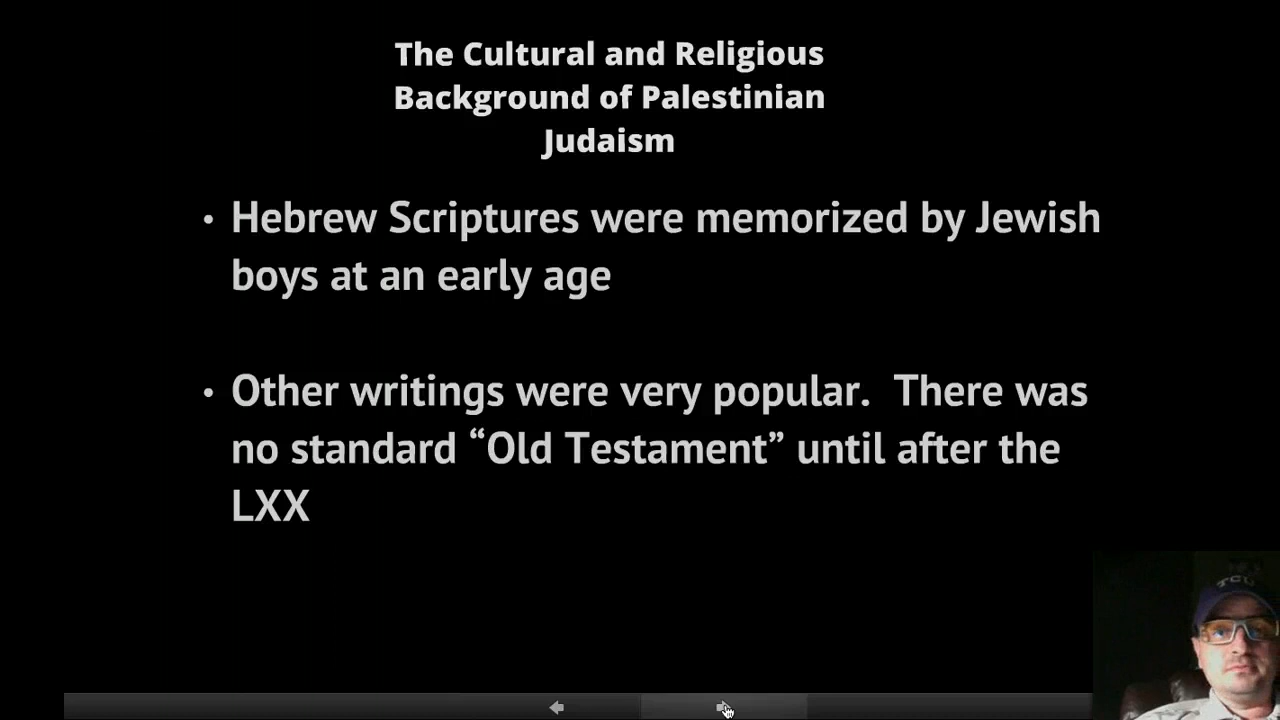 The Cultural and Religious
Background of Palestinian
Judaism
• Hebrew Scriptures were memorized by Jewish
boys at an early age
• Other writings were very popular.  There was
no standard “Old Testament” until after the
LXX
TCU